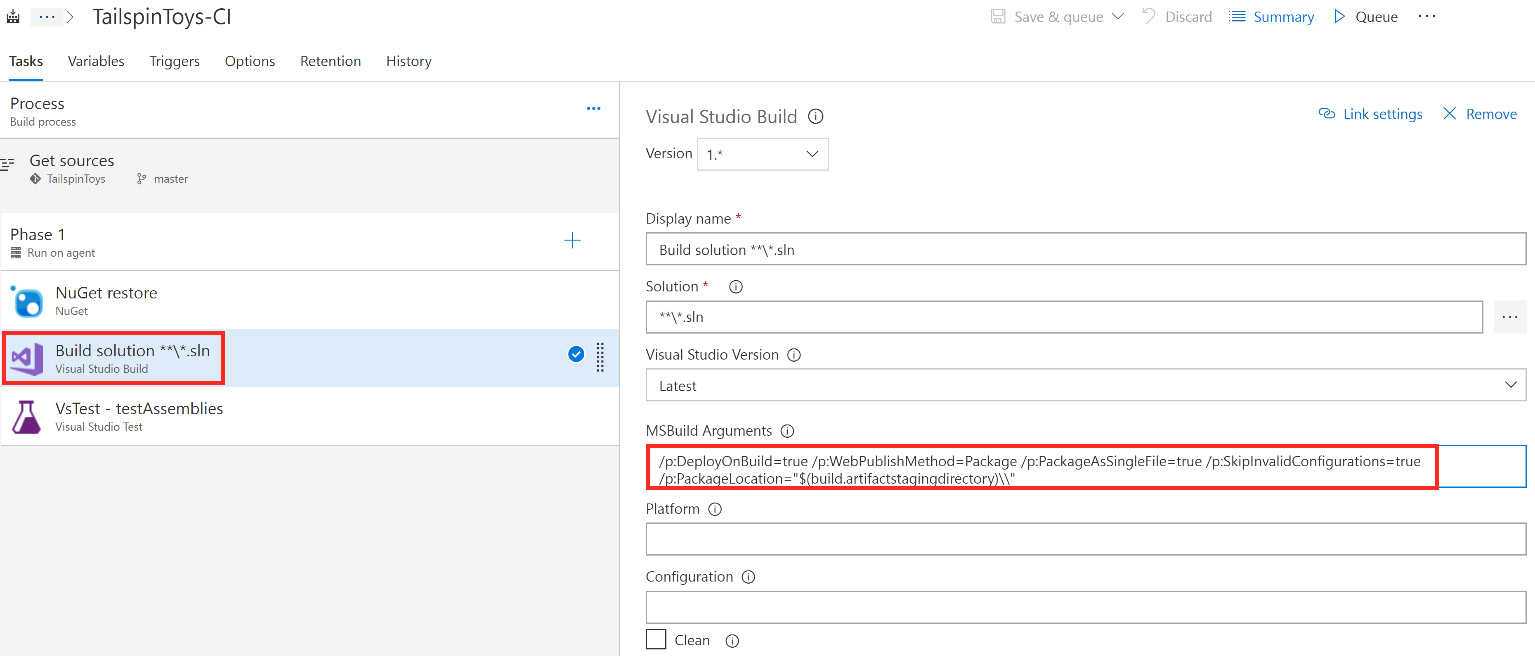 TailspinToys-CI
Save & queue
Discard
Summary
Queue
Tasks
Variables
Triggers
Options
Retention
History
Process
Build process
Get sources
TailspinToys
master
Phase 1
Run on agent
NuGet restore
NuGet
Build solution **\*.sln
Visual Studio Build
VsTest - testAssemblies
Visual Studio Test
Visual Studio Build
Link settings
Remove
Version
1.*
Display name *
Build solution **\*.sln
Solution *
**\*.sln
Visual Studio Version
Latest
MSBuild Arguments
/p:DeployOnBuild=true /p:WebPublishMethod=Package /p:PackageAsSingleFile=true /p:SkipInvalidConfigurations=true
/p:PackageLocation="$(build.artifactstagingdirectory)\\"
Platform
Configuration
Clean